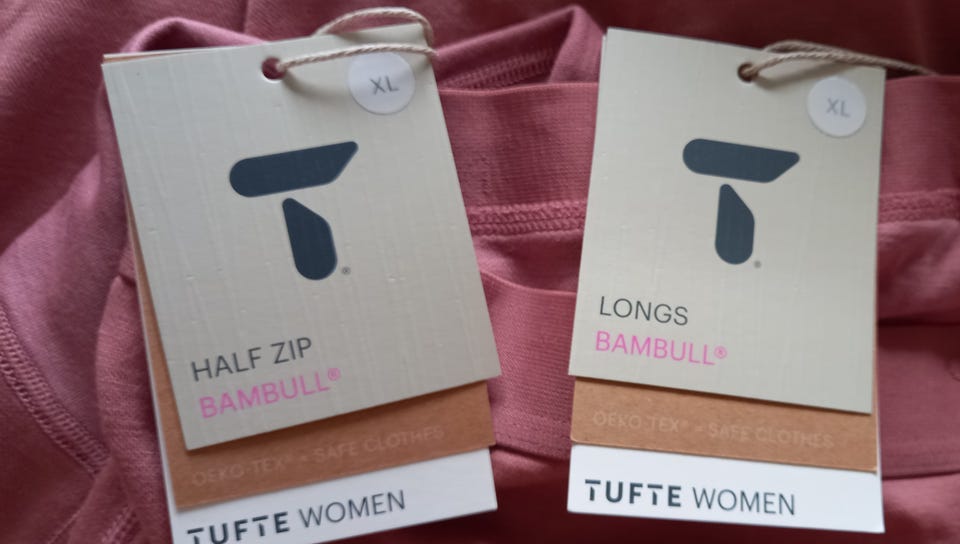 XL
HALF ZIP
BAMBULL®
OEKO-TEX® - SAFE CLOTHES
TUFTE WOMEN
XL
LONGS
BAMBULL®
OEKO-TEX® - SAFE CLOTHES
TUFTE WOMEN